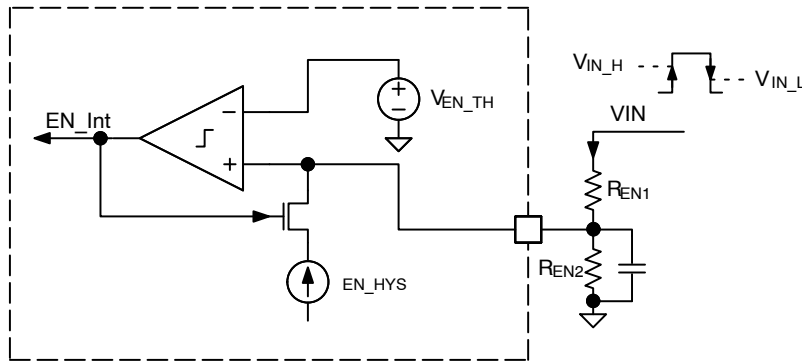 V_IN_H
V_IN_L
EN_Int
−
+
+
−
V_EN_TH
VIN
R_EN1
R_EN2
EN_HYS